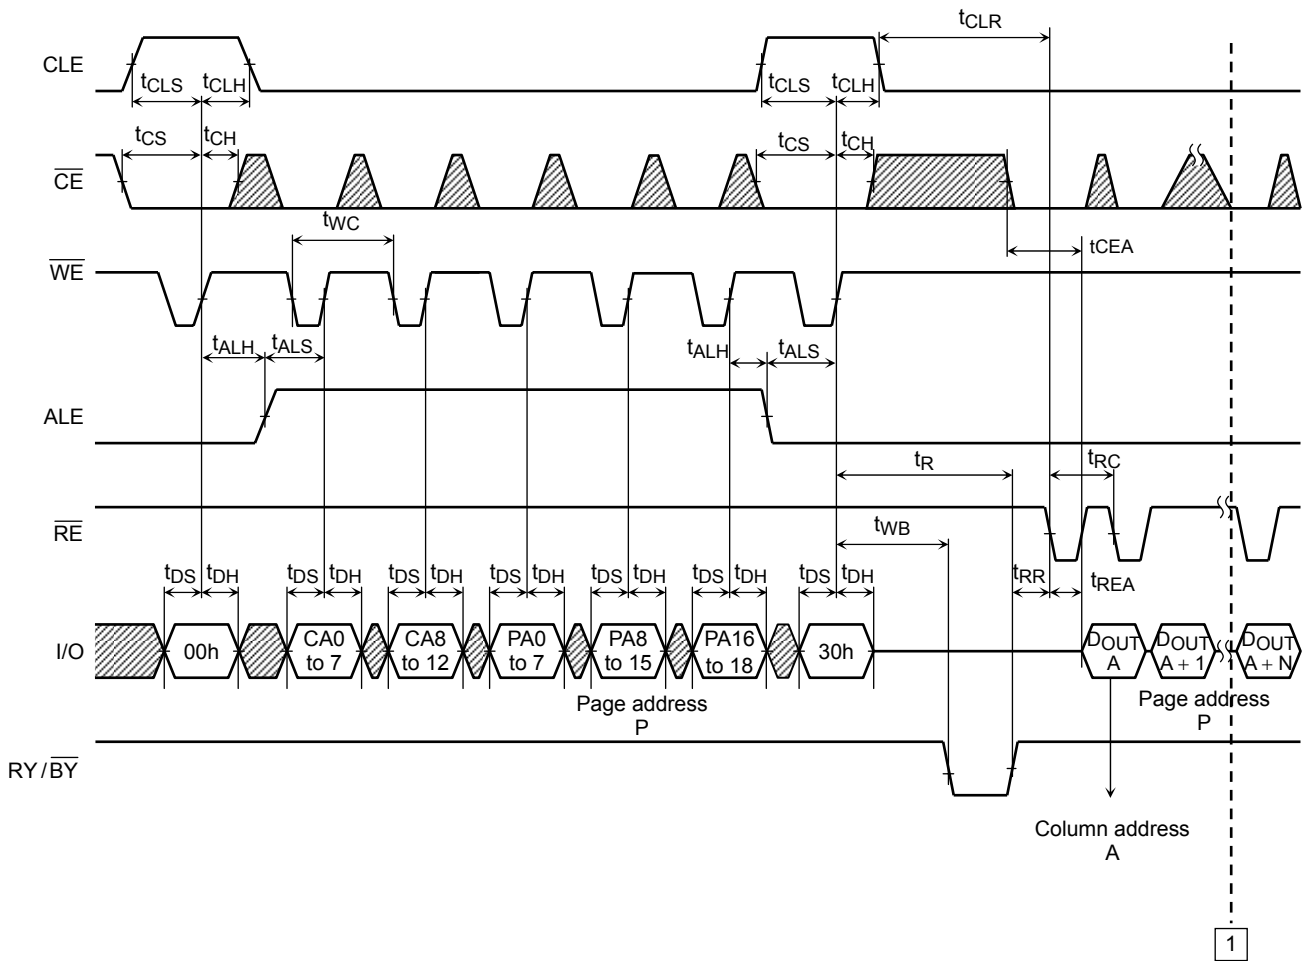 tCLR
CLE
tCLS tCLH tCLS tCLH
tCS tCH tCS tCH
CE
tWC
tCEA
WE
tALH tALS tALH tALS
ALE
tR tRC
RE
tWB
tDS tDH tDS tDH tDS tDH tDS tDH tDS tDH tDS tDH tDS tDH tRR tREA
I/O 00h CA0 to 7 CA8 to 12 PA0 to 7 PA8 to 15 PA16 to 18 30h DOUT A DOUT A + 1 DOUT A + N
Page address P
Page address P
RY/BY
Column address
A
1